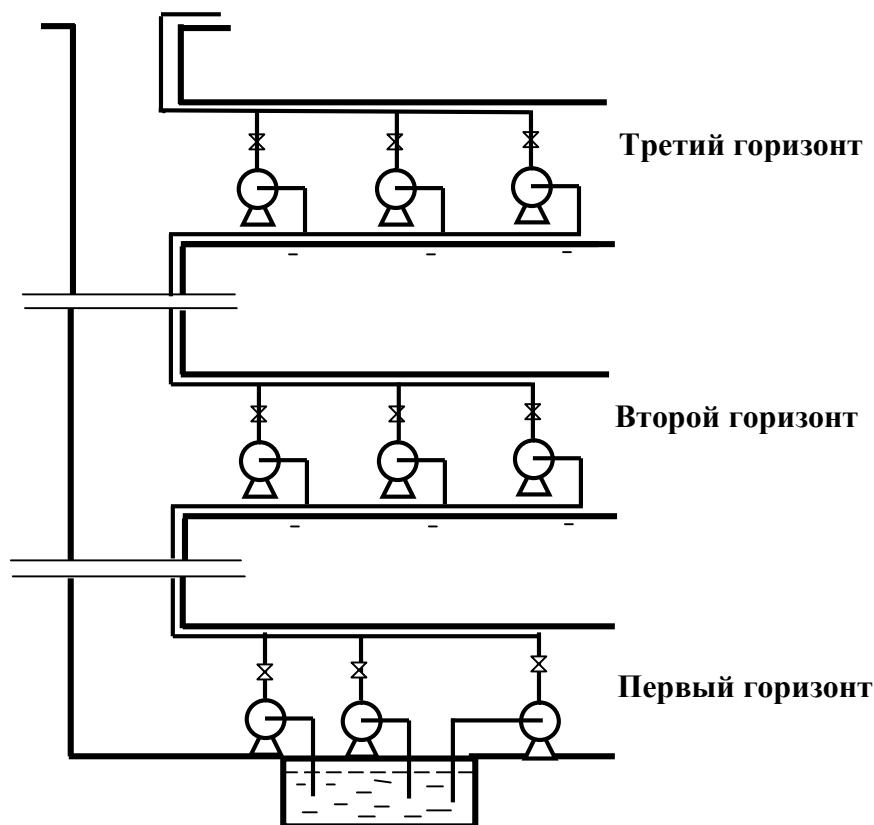 Третий горизонт
Второй горизонт
Первый горизонт